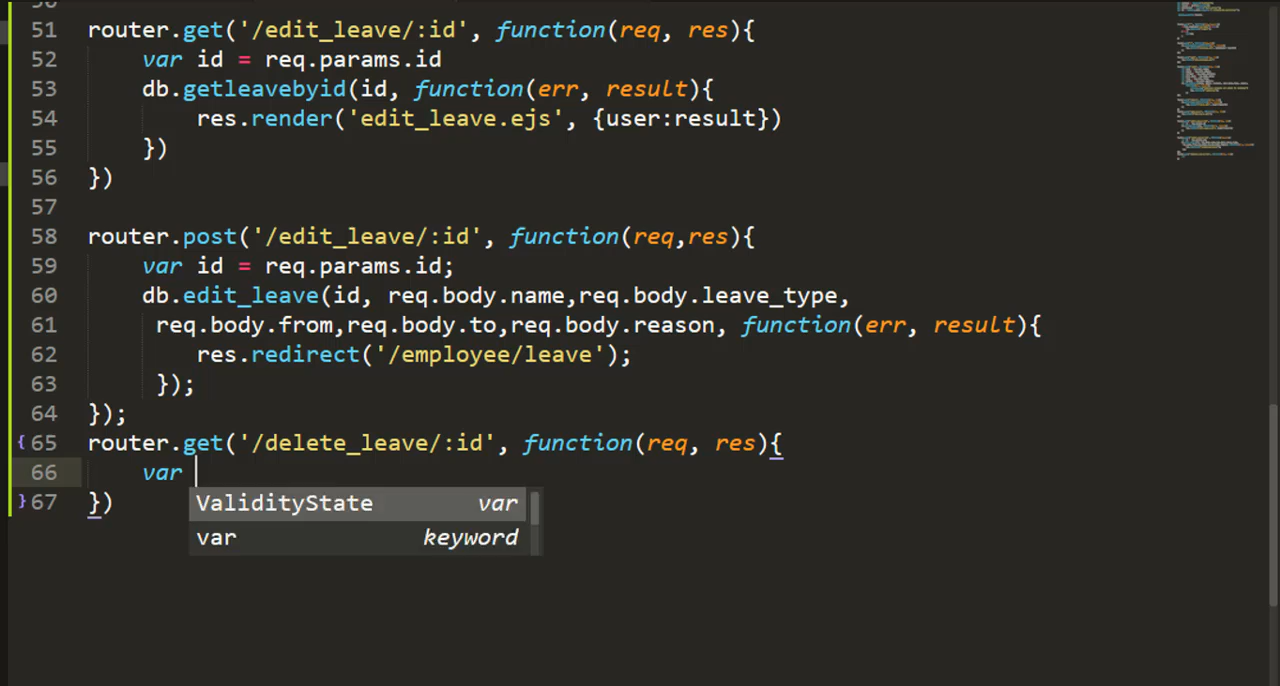 51 router.get('/edit_leave/:id', function(req, res){
52 var id = req.params.id
53 db.getleavebyid(id, function(err, result){
54 res.render('edit_leave.ejs', {user:result})
55 })
56 })
57
58 router.post('/edit_leave/:id', function(req,res){
59 var id = req.params.id;
60 db.edit_leave(id, req.body.name,req.body.leave_type,
61 req.body.from,req.body.to,req.body.reason, function(err, result){
62 res.redirect('/employee/leave');
63 });
64 });
{ 65 router.get('/delete_leave/:id', function(req, res){
66 var
} 67 })
ValidityState var
var keyword